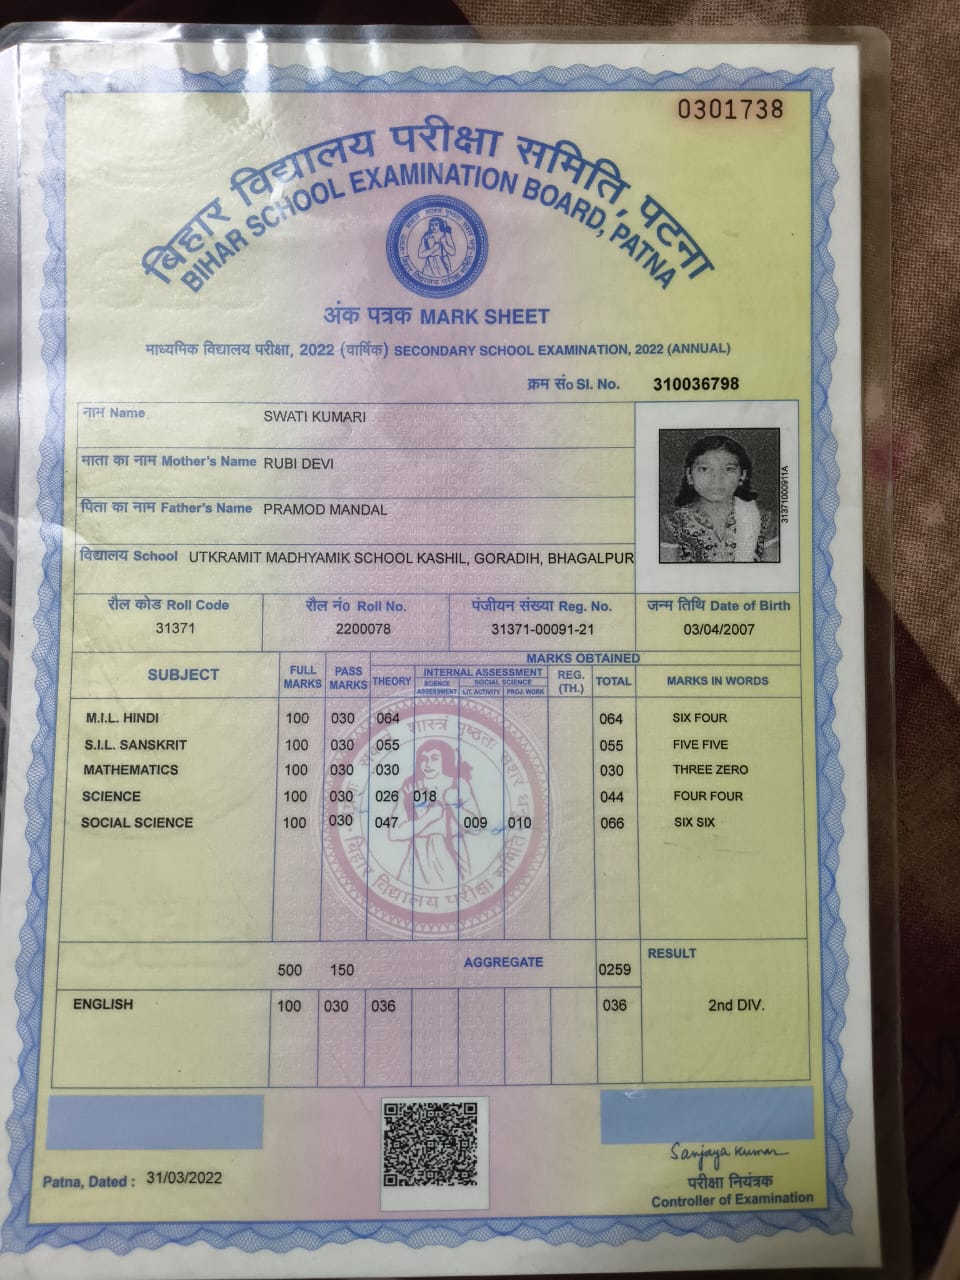 0301738
बिहार विद्यालय परीक्षा समिति, पटना
BIHAR SCHOOL EXAMINATION BOARD, PATNA
अंक पत्रक MARK SHEET
माध्यमिक विद्यालय परीक्षा, 2022 (वार्षिक) SECONDARY SCHOOL EXAMINATION, 2022 (ANNUAL)
क्रम सं० Sl. No. 310036798
नाम Name SWATI KUMARI
माता का नाम Mother's Name RUBI DEVI
पिता का नाम Father's Name PRAMOD MANDAL
विद्यालय School UTKRAMIT MADHYAMIK SCHOOL KASHIL, GORADIH, BHAGALPUR
31371000911A
रौल कोड Roll Code रौल नं० Roll No. पंजीयन संख्या Reg. No. जन्म तिथि Date of Birth
31371 2200078 31371-00091-21 03/04/2007
MARKS OBTAINED
SUBJECT FULL MARKS PASS MARKS THEORY INTERNAL ASSESSMENT REG. (TH.) TOTAL MARKS IN WORDS
SCIENCE ASSESSMENT SOCIAL SCIENCE LIT. ACTIVITY PROJ. WORK
M.I.L. HINDI 100 030 064 064 SIX FOUR
S.I.L. SANSKRIT 100 030 055 055 FIVE FIVE
MATHEMATICS 100 030 030 030 THREE ZERO
SCIENCE 100 030 026 018 044 FOUR FOUR
SOCIAL SCIENCE 100 030 047 009 010 066 SIX SIX
बिहार विद्यालय परीक्षा समिति
500 150 AGGREGATE 0259 RESULT
ENGLISH 100 030 036 036 2nd DIV.
Patna, Dated : 31/03/2022
Sanjaya Kumar
परीक्षा नियंत्रक
Controller of Examination